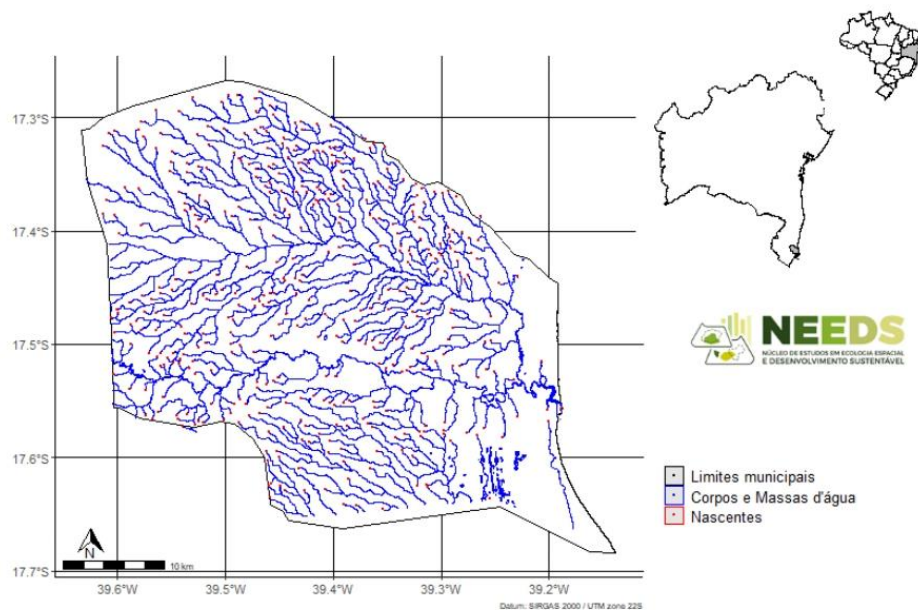 17.3°S
17.4°S
17.5°S
17.6°S
17.7°S
N
10 km
39.6°W
39.5°W
39.4°W
39.3°W
39.2°W
Datum: SIRGAS 2000 / UTM zone 22S
NEEDS
NÚCLEO DE ESTUDOS EM ECOLOGIA ESPACIAL
E DESENVOLVIMENTO SUSTENTÁVEL
Limites municipais
Corpos e Massas d'água
Nascentes